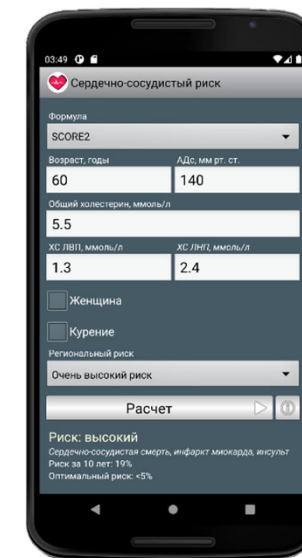 03:49
Сердечно-сосудистый риск
Формула
SCORE2
Возраст, годы АДс, мм рт. ст.
60 140
Общий холестерин, ммоль/л
5.5
ХС ЛВП, ммоль/л ХС ЛНП, ммоль/л
1.3 2.4
Женщина
Курение
Региональный риск
Очень высокий риск
Расчет
Риск: высокий
Сердечно-сосудистая смерть, инфаркт миокарда, инсульт
Риск за 10 лет: 19%
Оптимальный риск: <5%